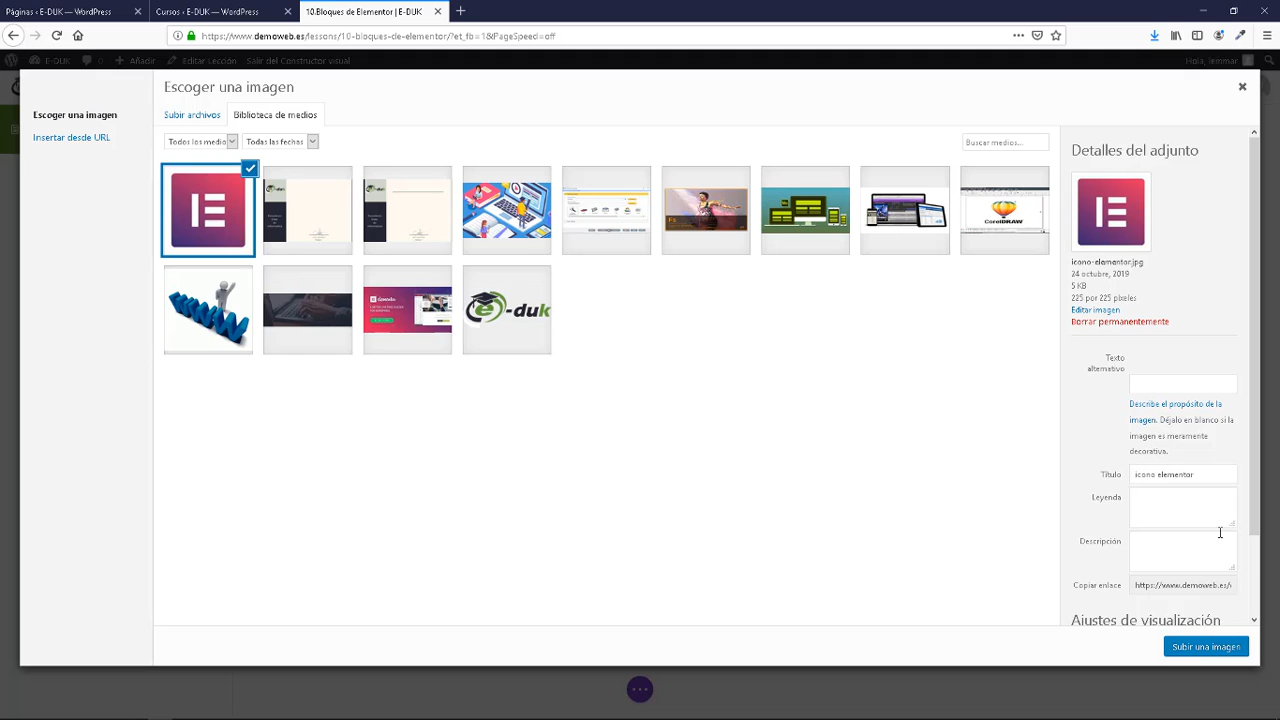 Páginas ‹ E-DUK — WordPress
Cursos ‹ E-DUK — WordPress
10.Bloques de Elementor | E-DUK
https://www.demoweb.es/lessons/10-bloques-de-elementor/?et_fb=1&PageSpeed=off
E-DUK
0
Añadir
Editar Lección
Salir del Constructor visual
Hola, lemmar
Escoger una imagen
Insertar desde URL
Escoger una imagen
Subir archivos
Biblioteca de medios
Todos los medio
Todas las fechas
Buscar medios...
CorelDRAW
WWW
elementor
e-duk
Detalles del adjunto
icono-elementor.jpg
24 octubre, 2019
5 KB
225 por 225 píxeles
Editar imagen
Borrar permanentemente
Texto
alternativo
Describe el propósito de la
imagen. Déjalo en blanco si la
imagen es meramente
decorativa.
Título
icono elementor
Leyenda
Descripción
Copiar enlace
https://www.demoweb.es/
Ajustes de visualización
Subir una imagen